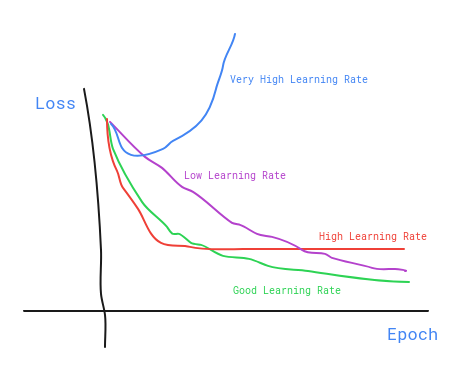 Very High Learning Rate
Loss
Low Learning Rate
High Learning Rate
Good Learning Rate
Epoch